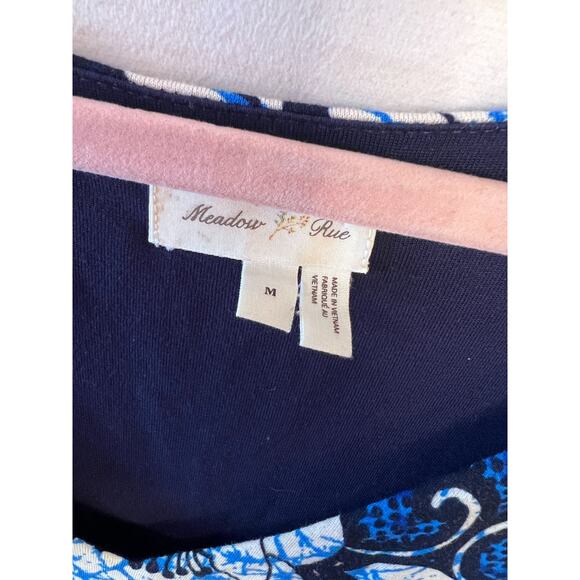 Meadow Rue
M
MADE IN VIETNAM
FABRIQUÉ AU
VIETNAM